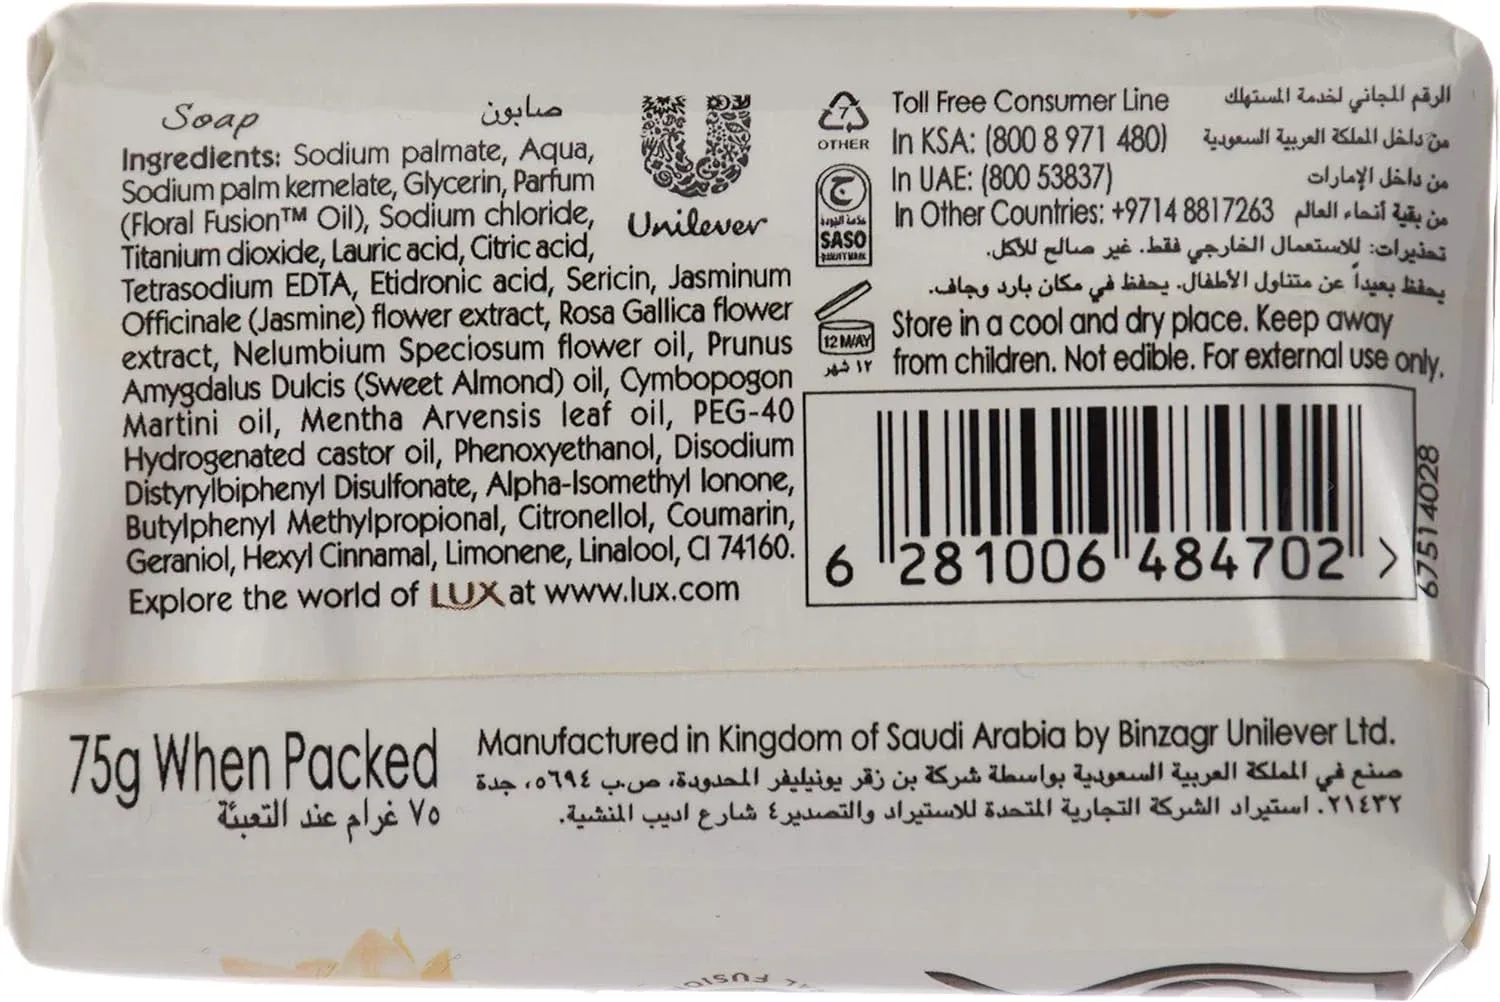 Soap
صابون
Ingredients: Sodium palmate, Aqua,
Sodium palm kernelate, Glycerin, Parfum
(Floral Fusion™ Oil), Sodium chloride,
Titanium dioxide, Lauric acid, Citric acid,
Tetrasodium EDTA, Etidronic acid, Sericin, Jasminum
Officinale (Jasmine) flower extract, Rosa Gallica flower
extract, Nelumbium Speciosum flower oil, Prunus
Amygdalus Dulcis (Sweet Almond) oil, Cymbopogon
Martini oil, Mentha Arvensis leaf oil, PEG-40
Hydrogenated castor oil, Phenoxyethanol, Disodium
Distyrylbiphenyl Disulfonate, Alpha-Isomethyl Ionone,
Butylphenyl Methylpropional, Citronellol, Coumarin,
Geraniol, Hexyl Cinnamal, Limonene, Linalool, CI 74160.
Explore the world of LUX at www.lux.com
Unilever
7
OTHER
علامة الجودة
SASO
QUALITY MARK
12 M/ΑΥ
١٢ شهر
Toll Free Consumer Line الرقم المجاني لخدمة المستهلك
In KSA: (800 8 971 480) من داخل المملكة العربية السعودية
In UAE: (800 53837) من داخل الإمارات
In Other Countries: +9714 8817263 من بقية أنحاء العالم
تحذيرات: للاستعمال الخارجي فقط. غير صالح للأكل.
يحفظ بعيداً عن متناول الأطفال. يحفظ في مكان بارد وجاف.
Store in a cool and dry place. Keep away
from children. Not edible. For external use only.
6 281006 484702 >
67514028
75g When Packed
٧٥ غرام عند التعبئة
Manufactured in Kingdom of Saudi Arabia by Binzagr Unilever Ltd.
صنع في المملكة العربية السعودية بواسطة شركة بن زقر يونيليفر المحدودة، ص.ب ٥٦٩٤، جدة
٢١٤٣٢. استيراد الشركة التجارية المتحدة للاستيراد والتصدير٤ شارع اديب المنشية.